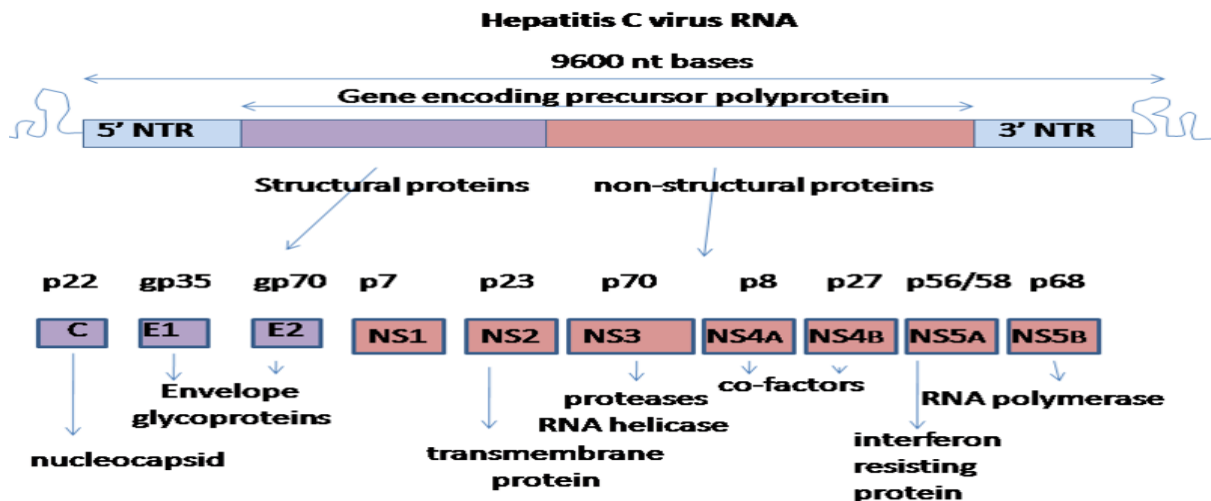 Hepatitis C virus RNA
9600 nt bases
Gene encoding precursor polyprotein
5’ NTR 3’ NTR
Structural proteins non-structural proteins
p22 gp35 gp70 p7 p23 p70 p8 p27 p56/58 p68
C E1 E2 NS1 NS2 NS3 NS4A NS4B NS5A NS5B
Envelope
glycoproteins
nucleocapsid
transmembrane
protein
proteases
RNA helicase
co-factors
interferon
resisting
protein
RNA polymerase